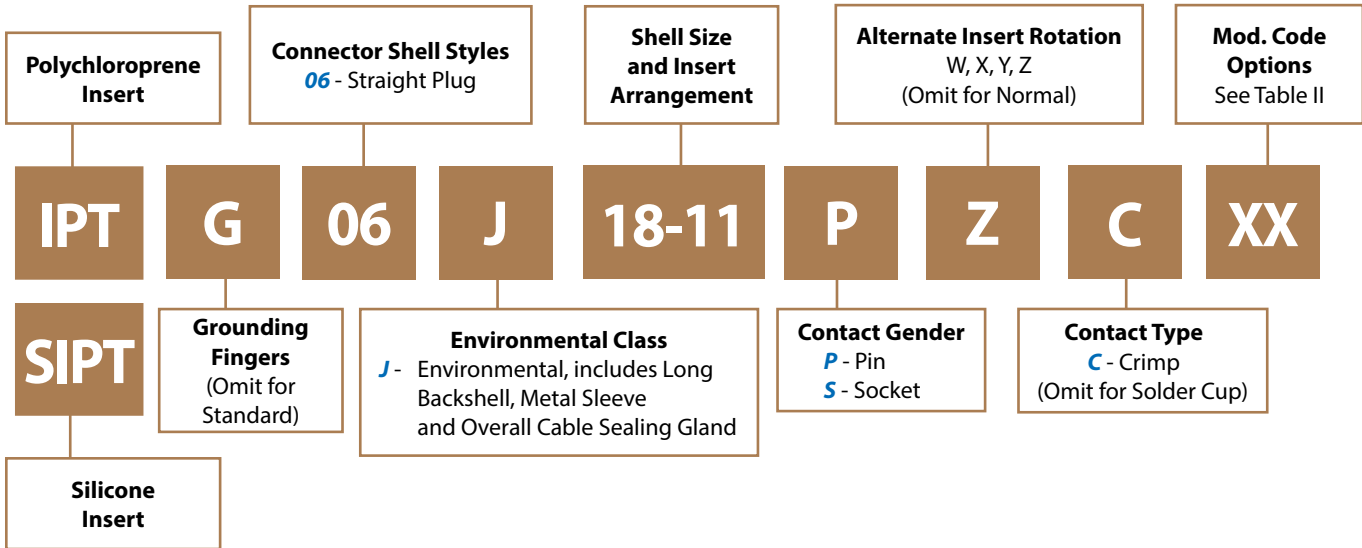 Polychloroprene
Insert
Connector Shell Styles
06 - Straight Plug
Shell Size
and Insert
Arrangement
Alternate Insert Rotation
W, X, Y, Z
(Omit for Normal)
Mod. Code
Options
See Table II
IPT
G
06
J
18-11
P
Z
C
XX
SIPT
Grounding
Fingers
(Omit for
Standard)
Environmental Class
J - Environmental, includes Long
Backshell, Metal Sleeve
and Overall Cable Sealing Gland
Contact Gender
P - Pin
S - Socket
Contact Type
C - Crimp
(Omit for Solder Cup)
Silicone
Insert